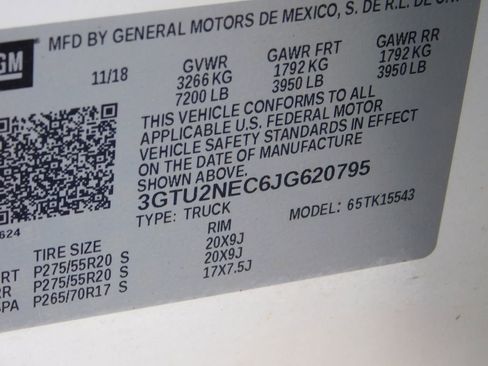 MFD BY GENERAL MOTORS DE MEXICO, S. DE R.L. DE C.V.
GM
11/18 GVWR GAWR FRT GAWR RR
3266 KG 1792 KG 1792 KG
7200 LB 3950 LB 3950 LB
THIS VEHICLE CONFORMS TO ALL
APPLICABLE U.S. FEDERAL MOTOR
VEHICLE SAFETY STANDARDS IN EFFECT
ON THE DATE OF MANUFACTURE
SHOWN ABOVE.
3GTU2NEC6JG620795
TYPE: TRUCK MODEL: 65TK15543
624
TIRE SIZE RIM
RT P275/55R20 S 20X9J
RR P275/55R20 S 20X9J
SPA P265/70R17 S 17X7.5J